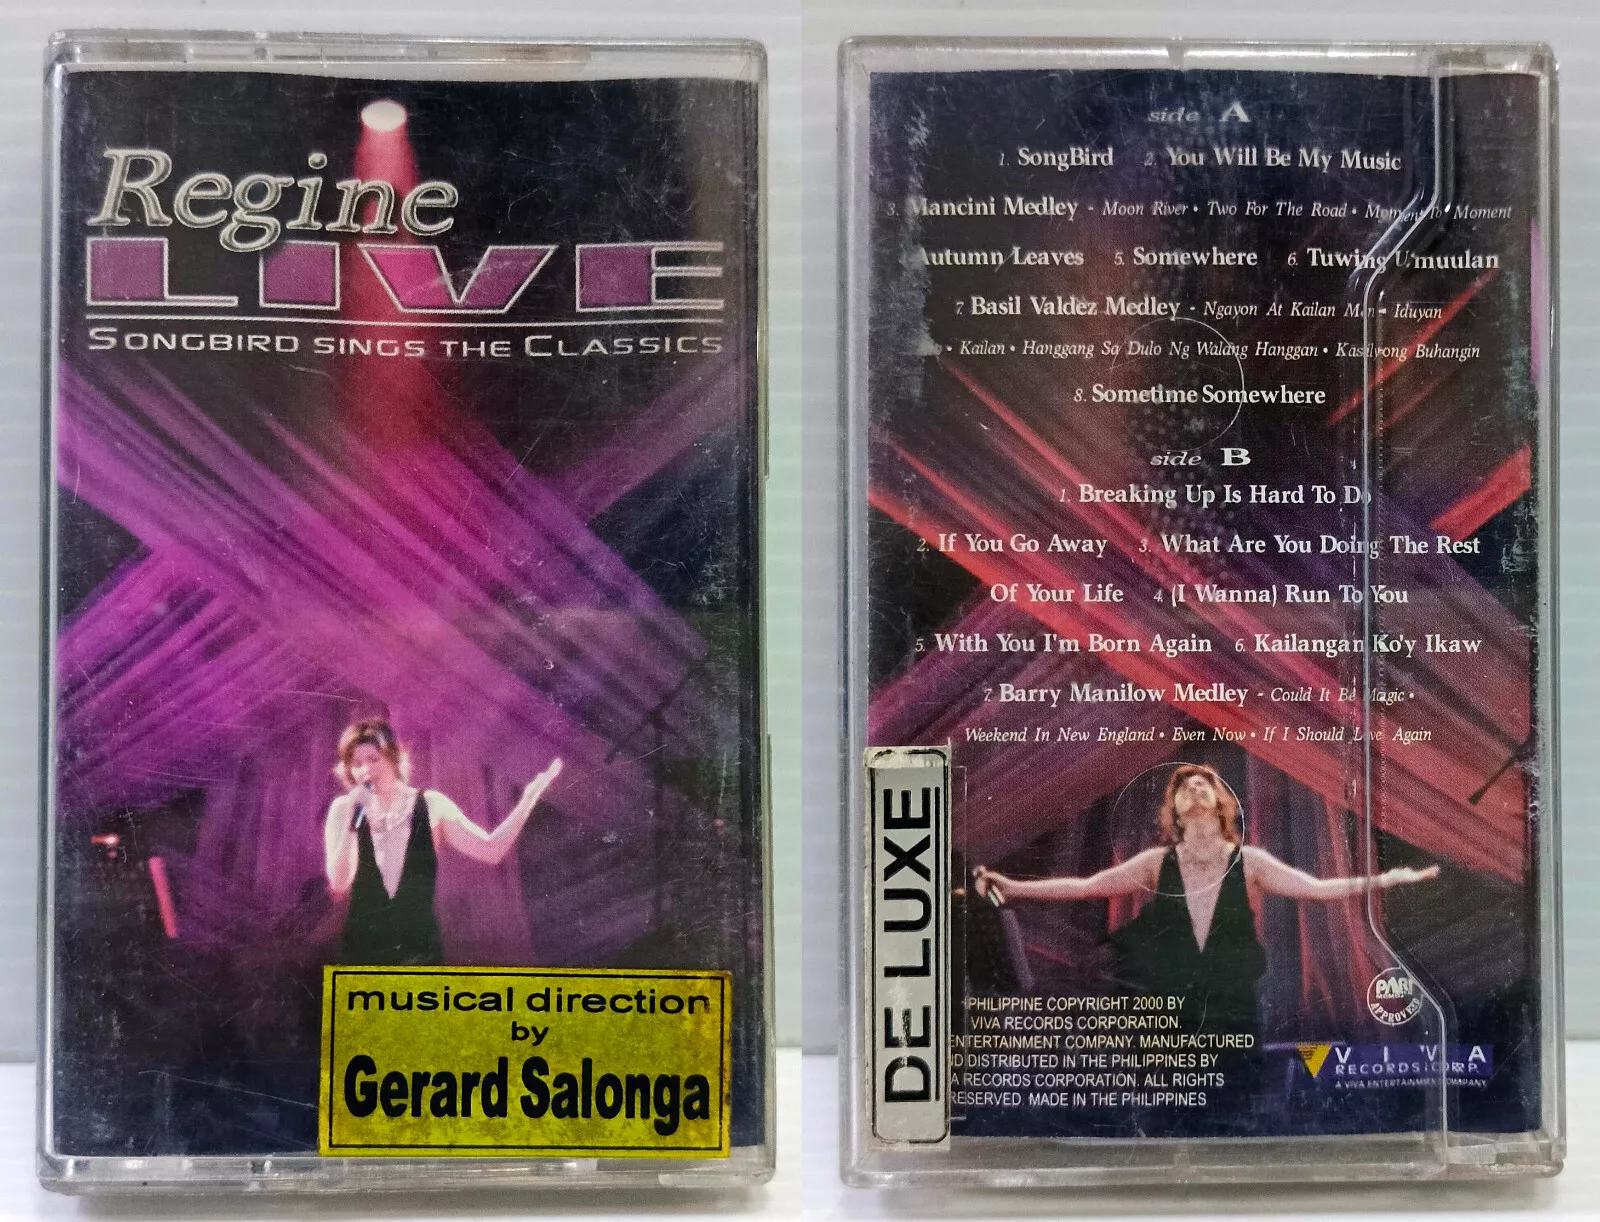 Regine
LIVE
SONGBIRD SINGS THE CLASSICS
musical direction
by
Gerard Salonga
side A
1. SongBird 2. You Will Be My Music
3. Mancini Medley - Moon River • Two For The Road • Moment To Moment
Autumn Leaves 5. Somewhere 6. Tuwing Umuulan
7. Basil Valdez Medley - Ngayon At Kailan Man • Iduyan
• Kailan • Hanggang Sa Dulo Ng Walang Hanggan • Kastilyong Buhangin
8. Sometime Somewhere
side B
1. Breaking Up Is Hard To Do
2. If You Go Away 3. What Are You Doing The Rest
Of Your Life 4. (I Wanna) Run To You
5. With You I'm Born Again 6. Kailangan Ko'y Ikaw
7. Barry Manilow Medley - Could It Be Magic •
Weekend In New England • Even Now • If I Should Love Again
DE LUXE
PHILIPPINE COPYRIGHT 2000 BY
VIVA RECORDS CORPORATION.
ENTERTAINMENT COMPANY. MANUFACTURED
DISTRIBUTED IN THE PHILIPPINES BY
RECORDS CORPORATION. ALL RIGHTS
RESERVED. MADE IN THE PHILIPPINES
PARI
APPROVED
VIVA
RECORDS CORP.
A VIVA ENTERTAINMENT COMPANY